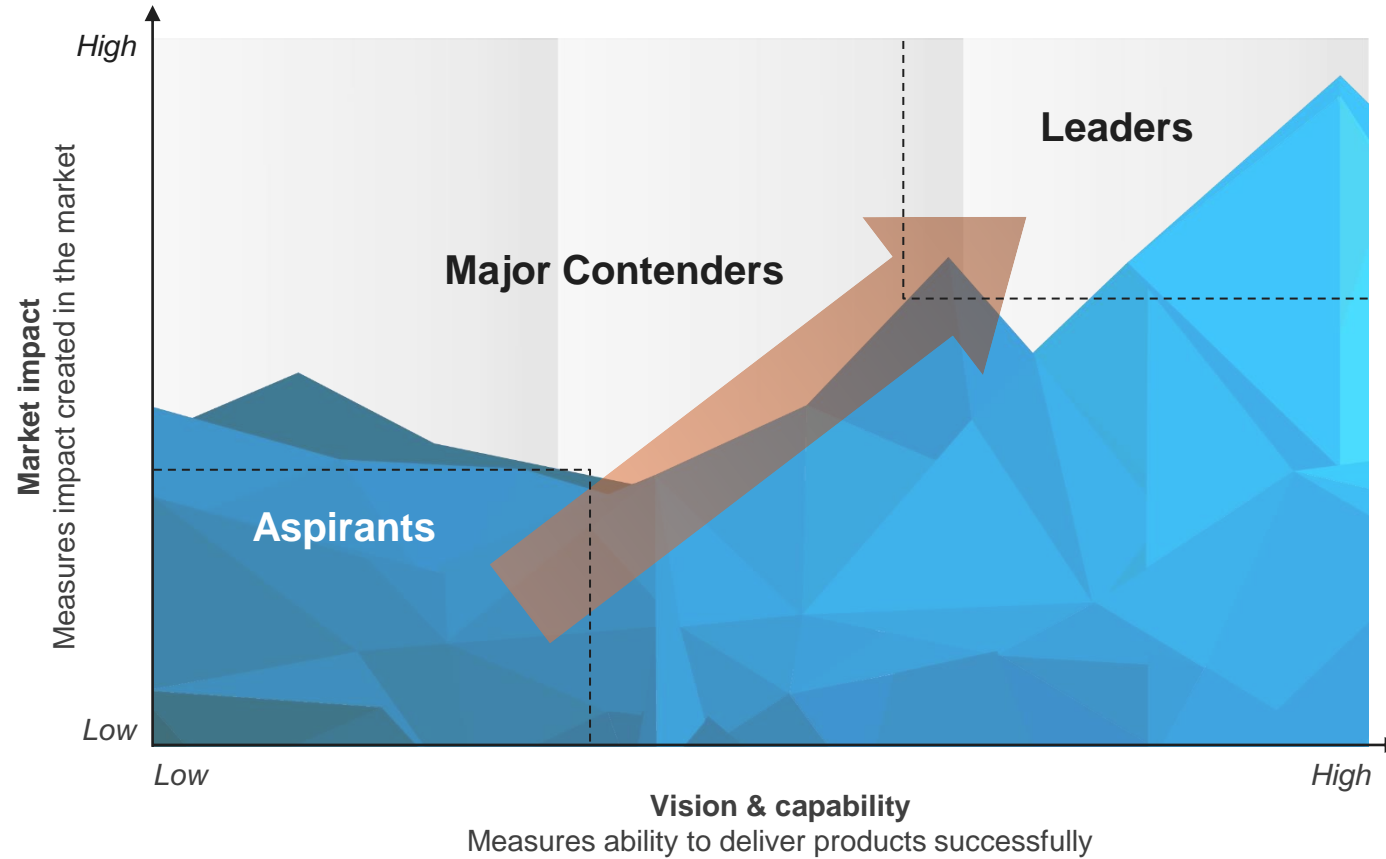 High
Leaders
Major Contenders
Market impact
Measures impact created in the market
Aspirants
Low
Low
High
Vision & capability
Measures ability to deliver products successfully